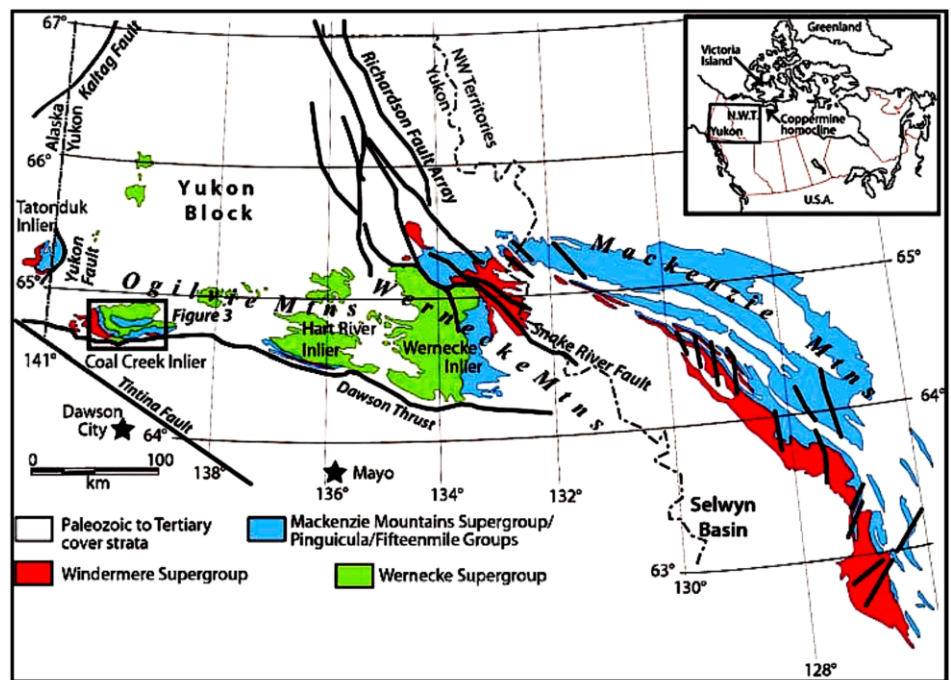 67°
Kaltag Fault
Alaska
Yukon
66°
Richardson Fault Array
NW Territories
Yukon
Greenland
Victoria
Island
N.W.T.
Yukon
Coppermine
homocline
U.S.A.
Yukon
Block
Tatonduk
Inlier
Yukon
Fault
65°
65°
Ogilvie Mtns
Wernecke Mtns
Mackenzie Mtns
Figure 3
Hart River
Inlier
Wernecke
Inlier
Snake River Fault
141°
Coal Creek Inlier
Tintina Fault
Dawson Thrust
64°
Dawson
City
64°
138°
0 100
km
136°
Mayo
134°
132°
Selwyn
Basin
63°
130°
128°
Paleozoic to Tertiary
cover strata
Mackenzie Mountains Supergroup/
Pinguicula/Fifteenmile Groups
Windermere Supergroup
Wernecke Supergroup